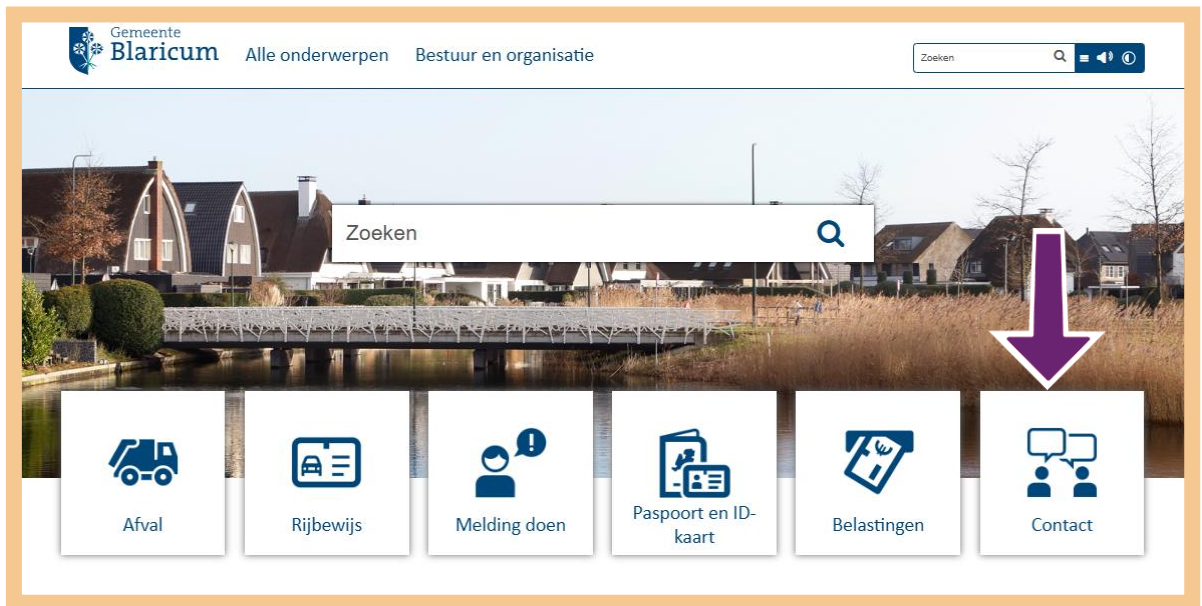 Gemeente
Blaricum
Alle onderwerpen
Bestuur en organisatie
Zoeken
Zoeken
Afval
Rijbewijs
Melding doen
Paspoort en ID-
kaart
Belastingen
Contact